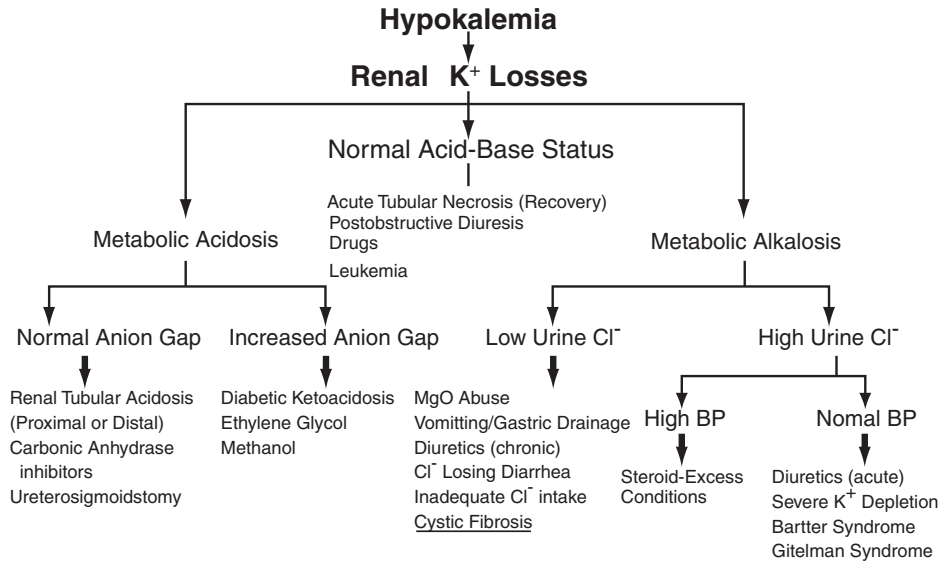 Hypokalemia
Renal K+ Losses
Normal Acid-Base Status
Acute Tubular Necrosis (Recovery)
Postobstructive Diuresis
Drugs
Leukemia
Metabolic Acidosis
Metabolic Alkalosis
Normal Anion Gap
Increased Anion Gap
Low Urine Cl-
High Urine Cl-
Renal Tubular Acidosis
(Proximal or Distal)
Carbonic Anhydrase
inhibitors
Ureterosigmoidstomy
Diabetic Ketoacidosis
Ethylene Glycol
Methanol
MgO Abuse
Vomitting/Gastric Drainage
Diuretics (chronic)
Cl- Losing Diarrhea
Inadequate Cl- intake
Cystic Fibrosis
High BP
Nomal BP
Steroid-Excess
Conditions
Diuretics (acute)
Severe K+ Depletion
Bartter Syndrome
Gitelman Syndrome